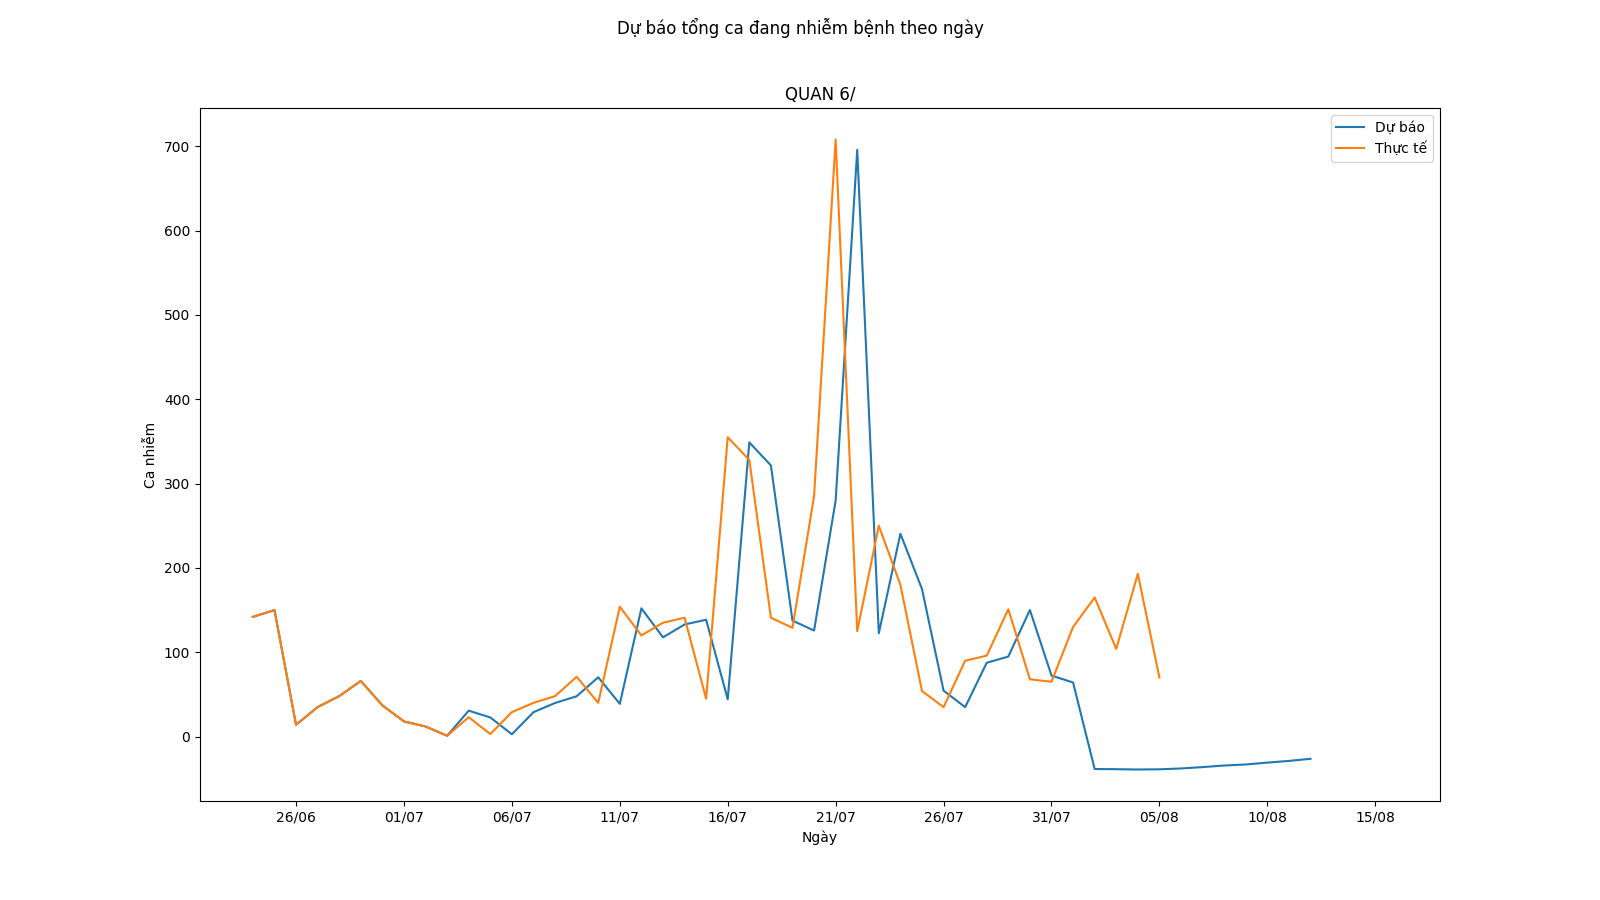 Dự báo tổng ca đang nhiễm bệnh theo ngày
QUAN 6/
Dự báo
Thực tế
700
600
500
400
300
200
100
0
Ca nhiễm
26/06 01/07 06/07 11/07 16/07 21/07 26/07 31/07 05/08 10/08 15/08
Ngày